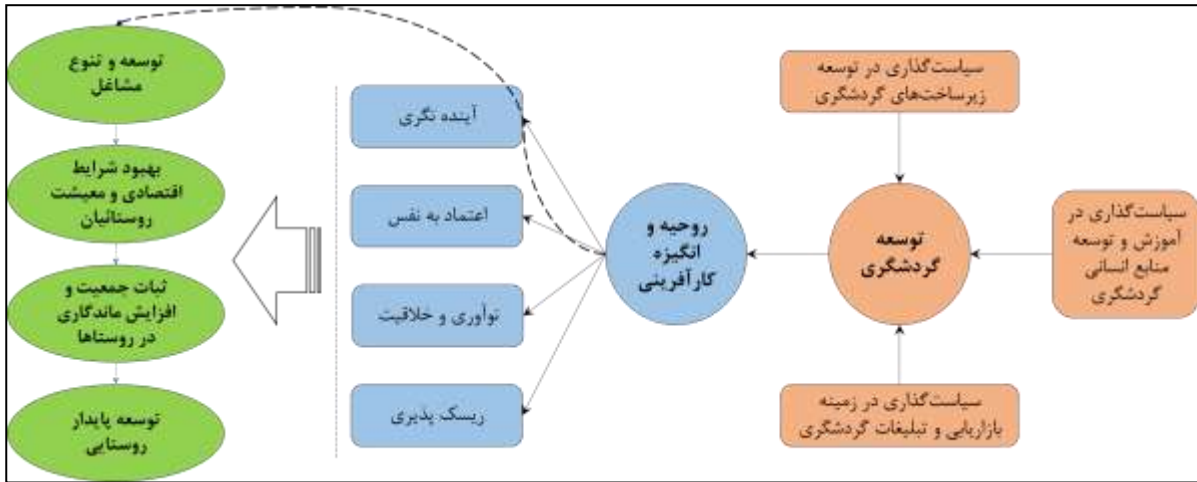 سیاست‌گذاری در توسعه
زیرساخت‌های گردشگری
سیاست‌گذاری در
آموزش و توسعه
منابع انسانی
گردشگری
سیاست‌گذاری در زمینه
بازاریابی و تبلیغات گردشگری
توسعه
گردشگری
روحیه و
انگیزه
کارآفرینی
آینده نگری
اعتماد به نفس
نوآوری و خلاقیت
ریسک پذیری
توسعه و تنوع
مشاغل
بهبود شرایط
اقتصادی و معیشت
روستائیان
ثبات جمعیت و
افزایش ماندگاری
در روستاها
توسعه پایدار
روستایی